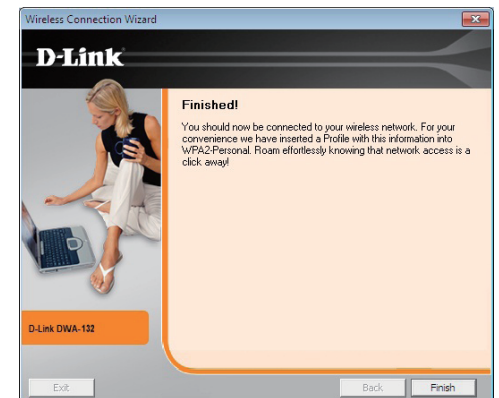 Wireless Connection Wizard
D-Link
Finished!
You should now be connected to your wireless network. For your
convenience we have inserted a Profile with this information into
WPA2-Personal. Roam effortlessly knowing that network access is a
click away!
D-Link DWA-132
Exit
Back
Finish